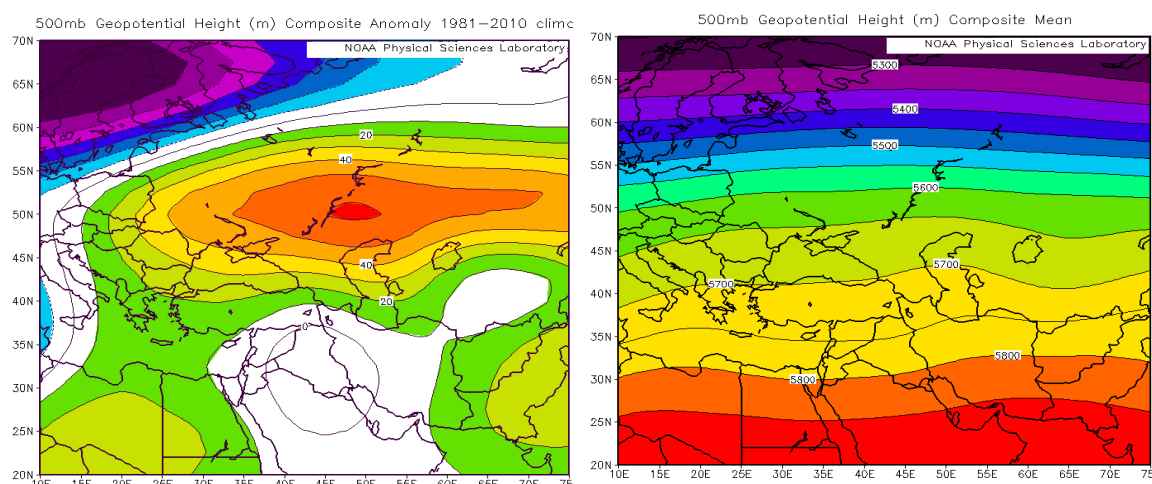 500mb Geopotential Height (m) Composite Anomaly 1981−2010 climo
NOAA Physical Sciences Laboratory
70N
65N
60N
55N
50N
45N
40N
35N
30N
25N
20N
10E 15E 20E 25E 30E 35E 40E 45E 50E 55E 60E 65E 70E 75
20
40
40
20
0
500mb Geopotential Height (m) Composite Mean
NOAA Physical Sciences Laboratory
70N
65N
60N
55N
50N
45N
40N
35N
30N
25N
20N
10E 15E 20E 25E 30E 35E 40E 45E 50E 55E 60E 65E 70E 75E
5300
5400
5500
5600
5700
5700
5800
5800